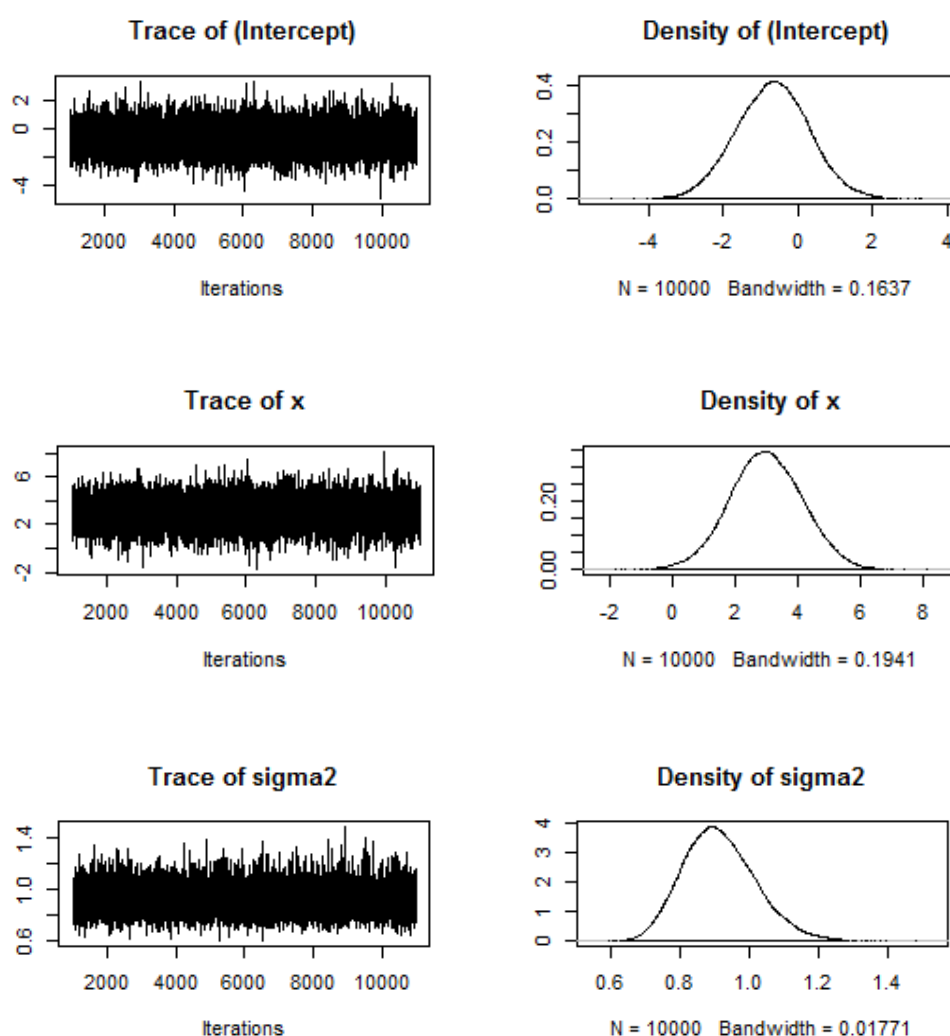 Trace of (Intercept)
Density of (Intercept)
-4 0 2
0.0 0.2 0.4
2000 4000 6000 8000 10000
-4 -2 0 2 4
Iterations
N = 10000 Bandwidth = 0.1637
Trace of x
Density of x
-2 2 6
0.00 0.20
2000 4000 6000 8000 10000
-2 0 2 4 6 8
Iterations
N = 10000 Bandwidth = 0.1941
Trace of sigma2
Density of sigma2
0.6 1.0 1.4
0 1 2 3 4
2000 4000 6000 8000 10000
0.6 0.8 1.0 1.2 1.4
Iterations
N = 10000 Bandwidth = 0.01771